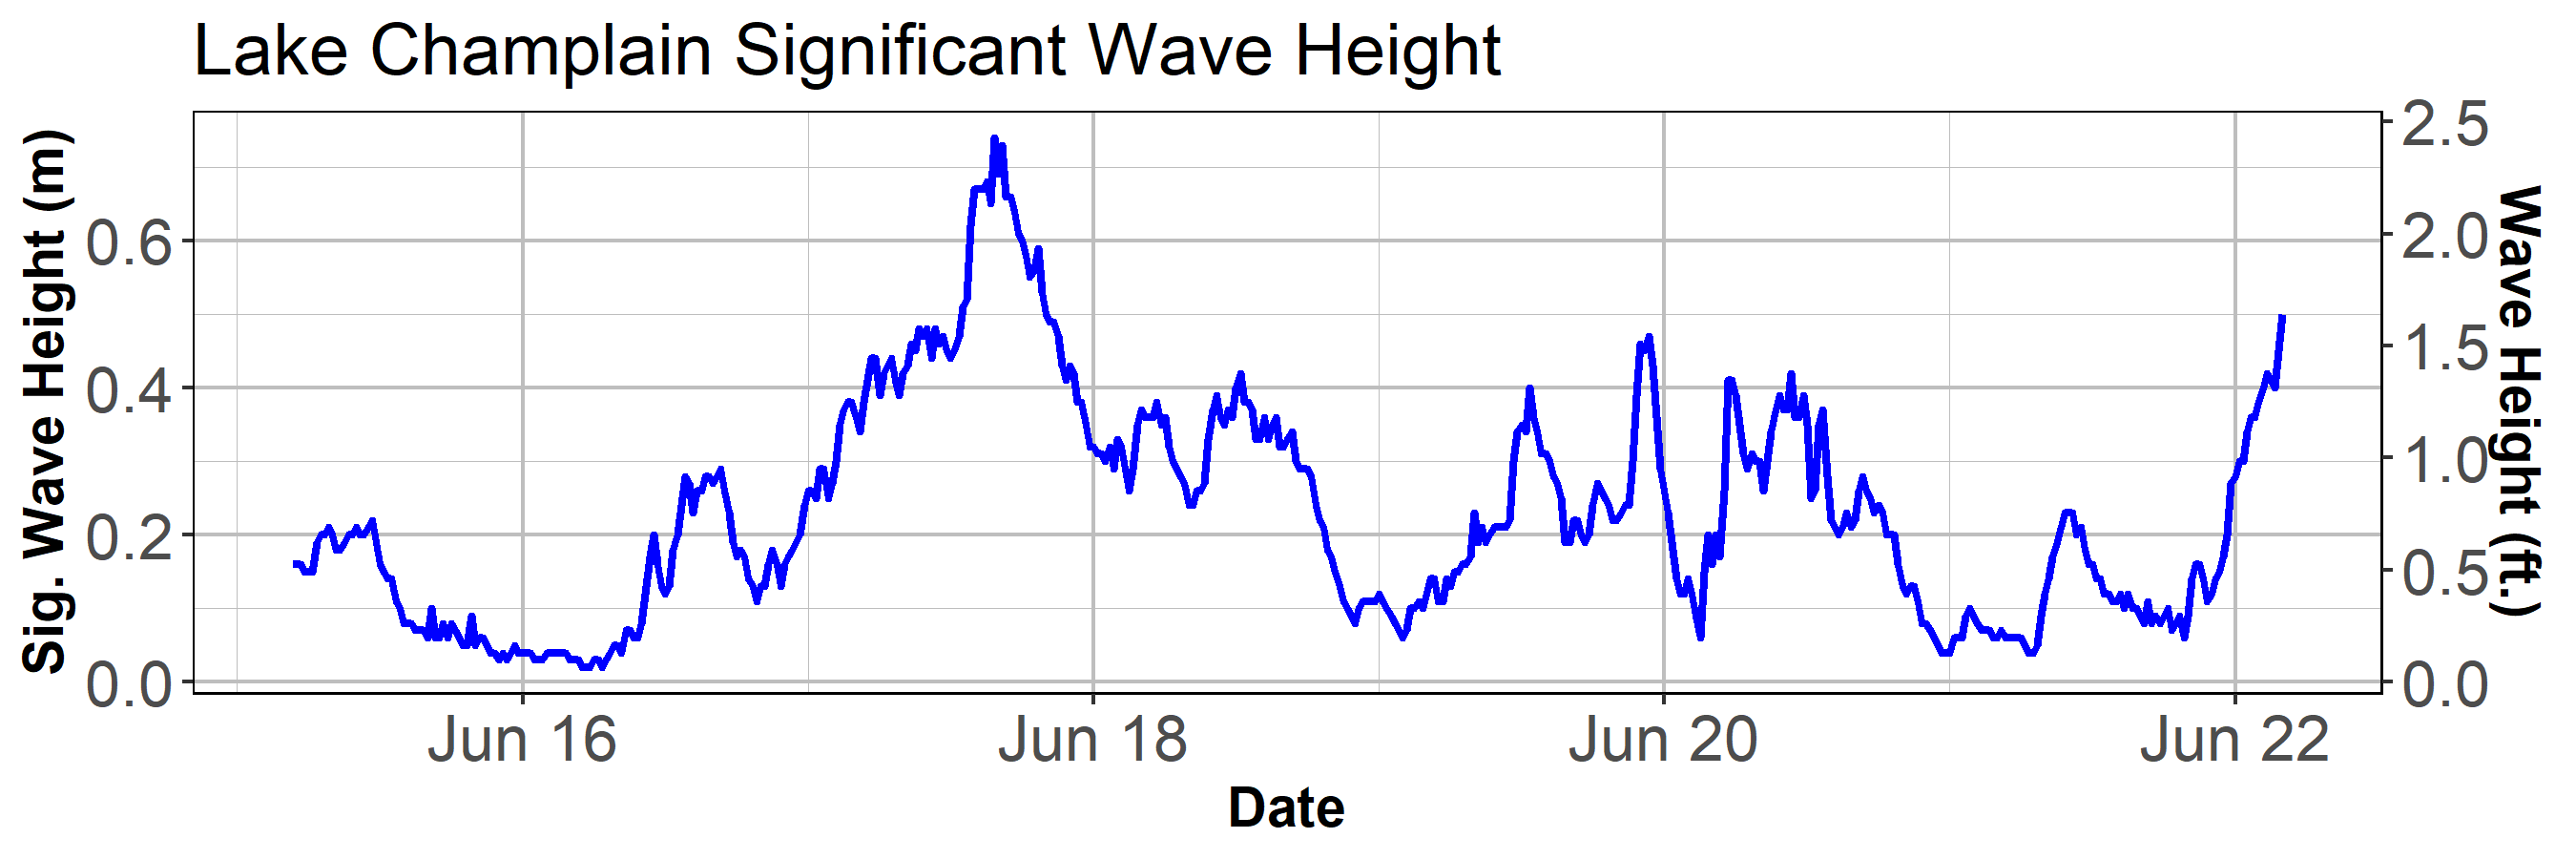 Lake Champlain Significant Wave Height
Sig. Wave Height (m)
0.6
0.4
0.2
0.0
2.5
2.0
1.5
1.0
0.5
0.0
Wave Height (ft.)
Jun 16 Jun 18 Jun 20 Jun 22
Date